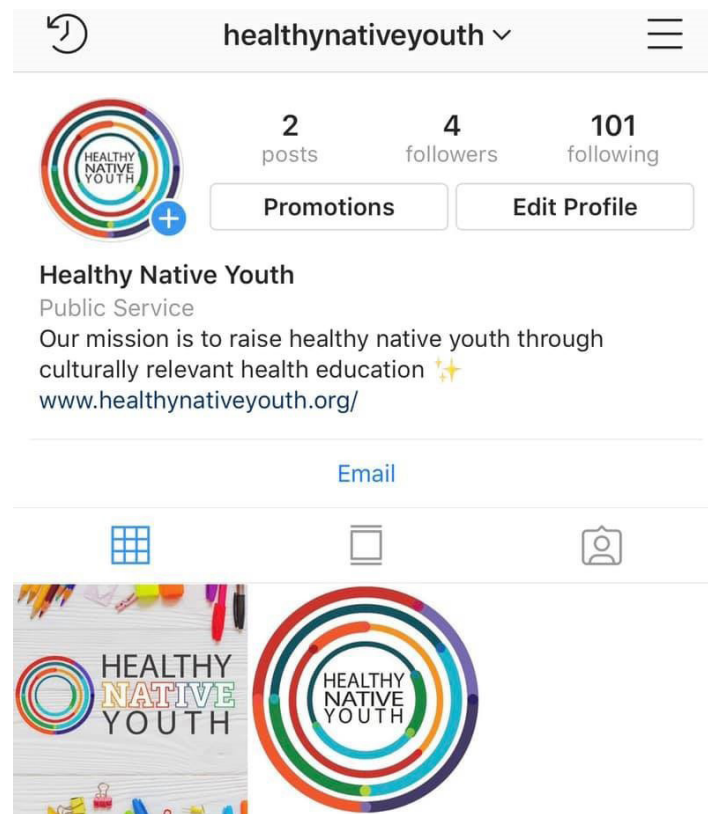 healthynativeyouth
2 4 101
posts followers following
HEALTHY
NATIVE
YOUTH
Promotions Edit Profile
Healthy Native Youth
Public Service
Our mission is to raise healthy native youth through
culturally relevant health education ✨
www.healthynativeyouth.org/
Email
HEALTHY
NATIVE
YOUTH
HEALTHY
NATIVE
YOUTH